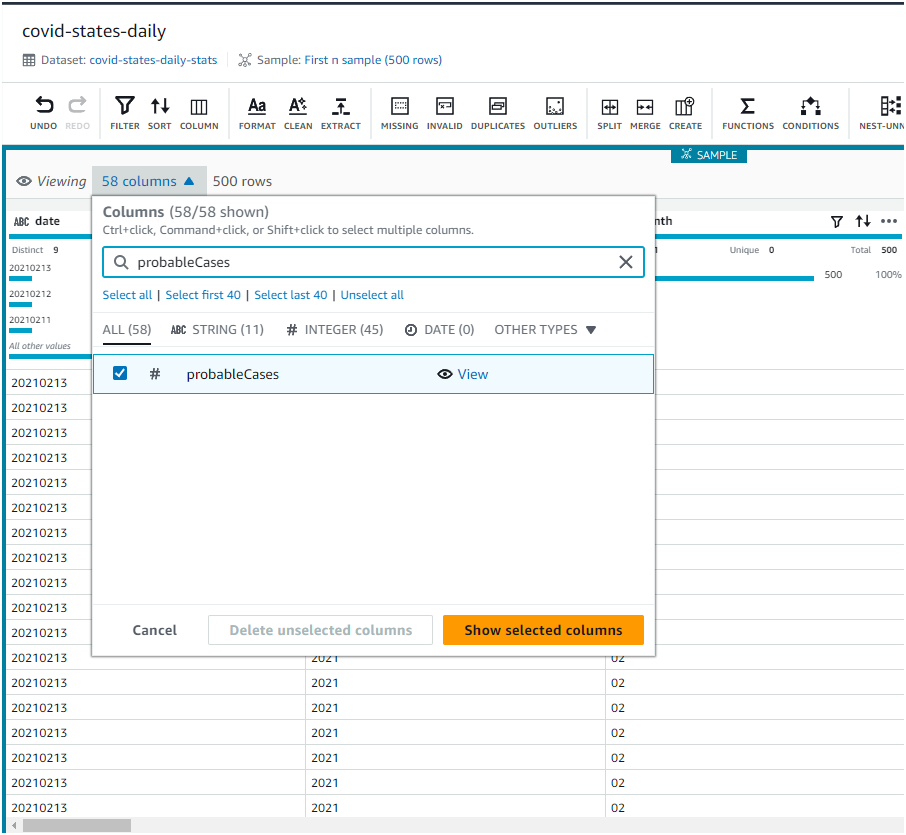 covid-states-daily
Dataset: covid-states-daily-stats Sample: First n sample (500 rows)
UNDO REDO FILTER SORT COLUMN FORMAT CLEAN EXTRACT MISSING INVALID DUPLICATES OUTLIERS SPLIT MERGE CREATE FUNCTIONS CONDITIONS NEST-UNN
SAMPLE
Viewing 58 columns 500 rows
ABC date
Distinct 9
20210213
20210212
20210211
All other values
Columns (58/58 shown)
Ctrl+click, Command+click, or Shift+click to select multiple columns.
probableCases
Select all | Select first 40 | Select last 40 | Unselect all
ALL (58) ABC STRING (11) # INTEGER (45) DATE (0) OTHER TYPES
# probableCases View
Cancel Delete unselected columns Show selected columns
nth
1 Unique 0 Total 500
500 100%
20210213
20210213
20210213
20210213
20210213
20210213
20210213
20210213
20210213
20210213
20210213
20210213 2021 02
20210213 2021 02
20210213 2021 02
20210213 2021 02
20210213 2021 02
20210213 2021 02
20210213 2021 02